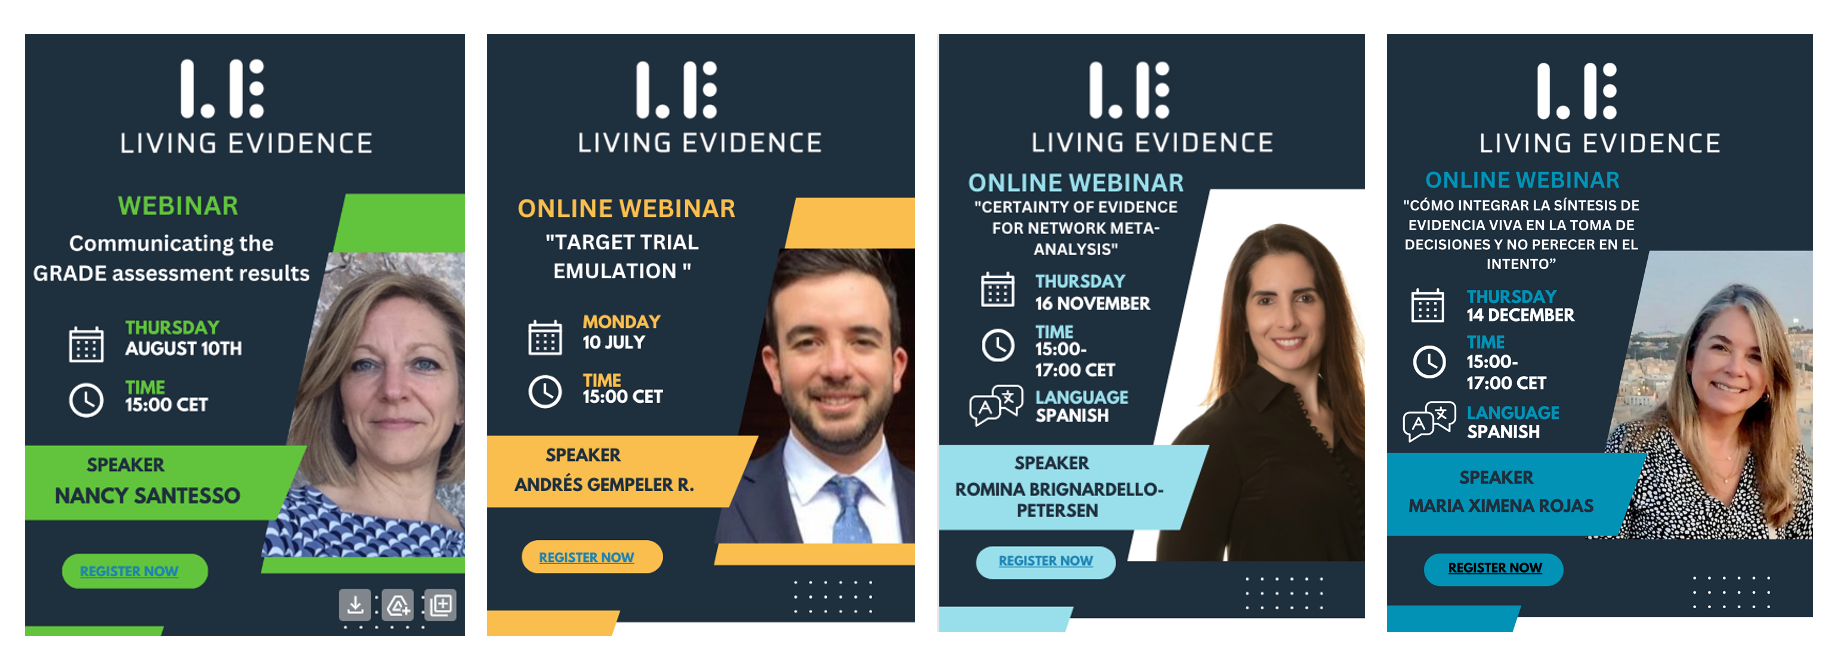 LIVING EVIDENCE
WEBINAR
Communicating the
GRADE assessment results
THURSDAY
AUGUST 10TH
TIME
15:00 CET
SPEAKER
NANCY SANTESSO
REGISTER NOW
LIVING EVIDENCE
ONLINE WEBINAR
"TARGET TRIAL
EMULATION "
MONDAY
10 JULY
TIME
15:00 CET
SPEAKER
ANDRÉS GEMPELER R.
REGISTER NOW
LIVING EVIDENCE
ONLINE WEBINAR
"CERTAINTY OF EVIDENCE
FOR NETWORK META-
ANALYSIS"
THURSDAY
16 NOVEMBER
TIME
15:00-
17:00 CET
A 文
LANGUAGE
SPANISH
SPEAKER
ROMINA BRIGNARDELLO-
PETERSEN
REGISTER NOW
LIVING EVIDENCE
ONLINE WEBINAR
"CÓMO INTEGRAR LA SÍNTESIS DE
EVIDENCIA VIVA EN LA TOMA DE
DECISIONES Y NO PERECER EN EL
INTENTO”
THURSDAY
14 DECEMBER
TIME
15:00-
17:00 CET
A 文
LANGUAGE
SPANISH
SPEAKER
MARIA XIMENA ROJAS
REGISTER NOW